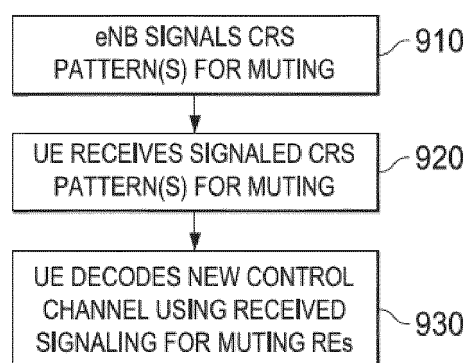 eNB SIGNALS CRS
PATTERN(S) FOR MUTING
910
UE RECEIVES SIGNALED CRS
PATTERN(S) FOR MUTING
920
UE DECODES NEW CONTROL
CHANNEL USING RECEIVED
SIGNALING FOR MUTING REs
930